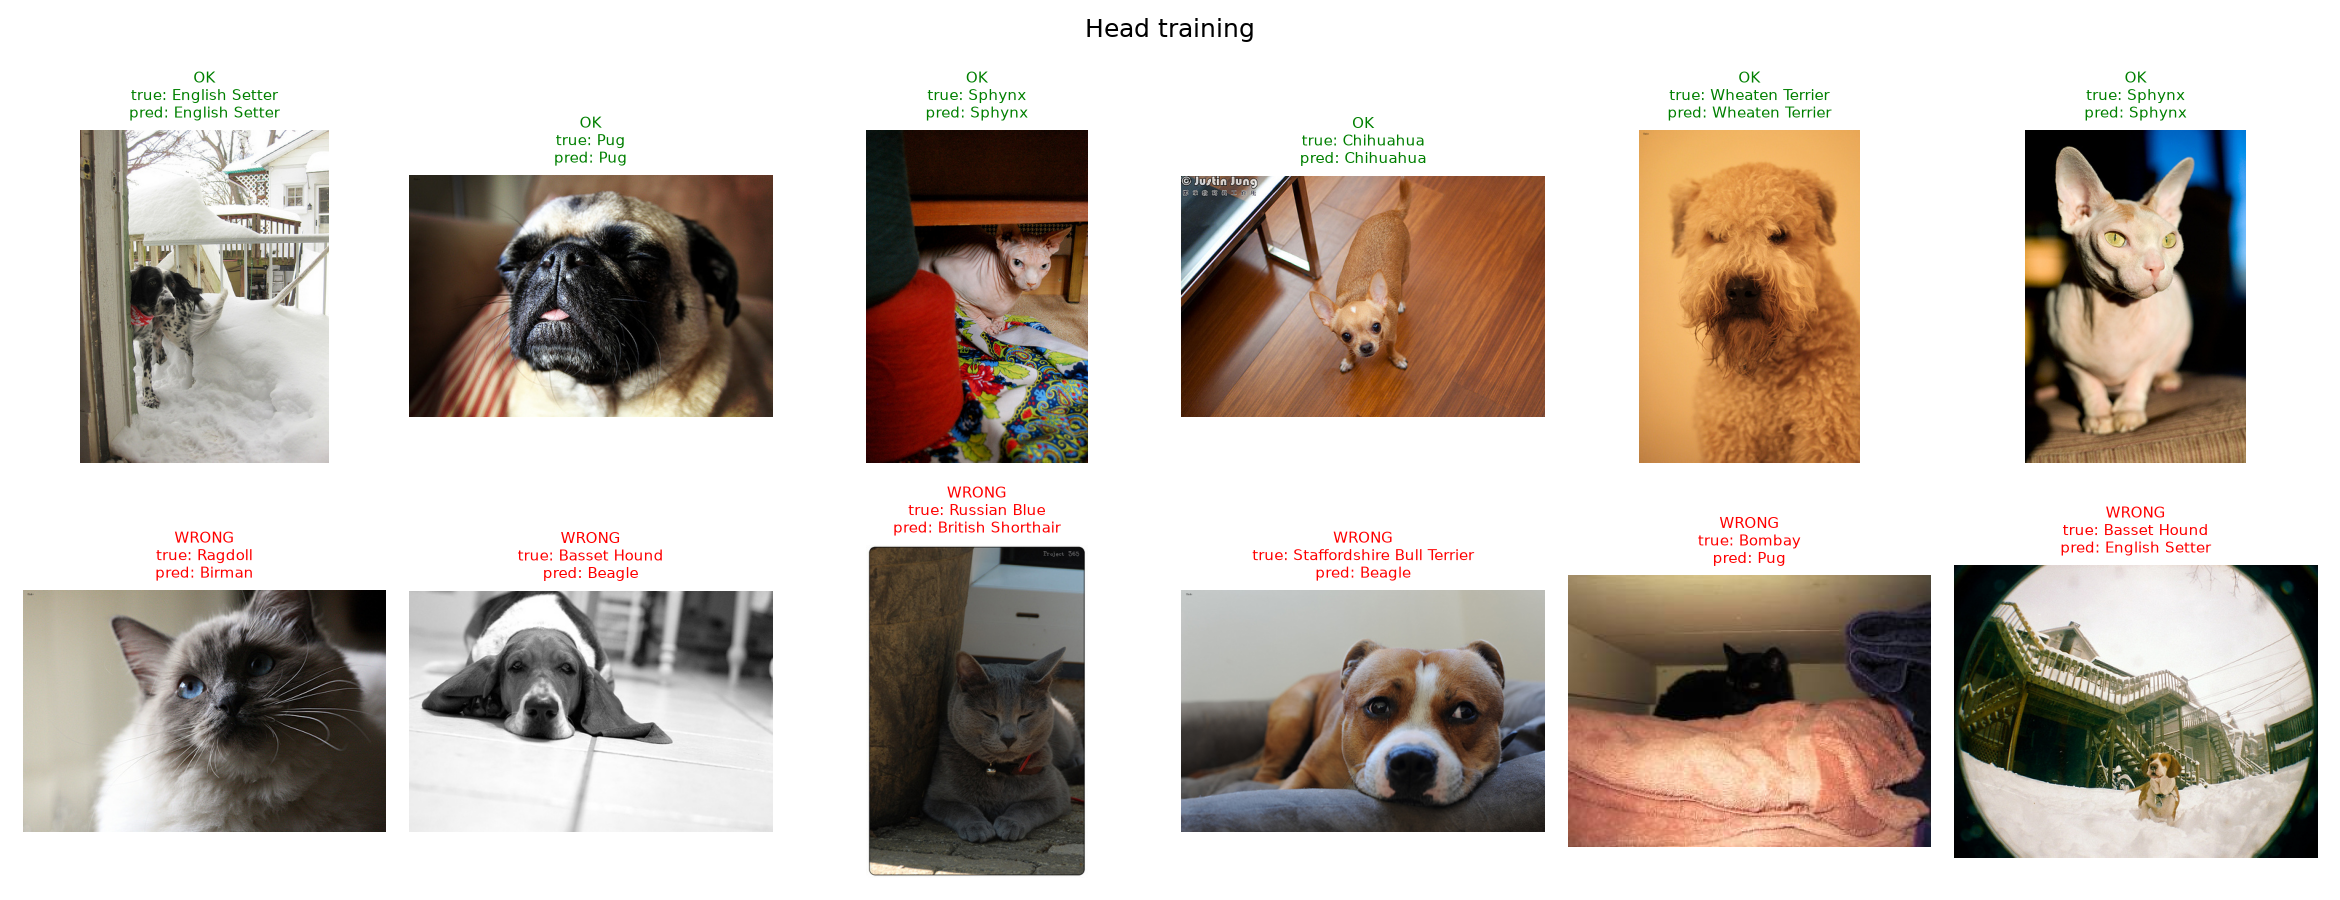 Head training
OK
true: English Setter
pred: English Setter
OK
true: Pug
pred: Pug
OK
true: Sphynx
pred: Sphynx
OK
true: Chihuahua
pred: Chihuahua
© Justin Jung
OK
true: Wheaten Terrier
pred: Wheaten Terrier
OK
true: Sphynx
pred: Sphynx
WRONG
true: Ragdoll
pred: Birman
WRONG
true: Basset Hound
pred: Beagle
WRONG
true: Russian Blue
pred: British Shorthair
Project 365
WRONG
true: Staffordshire Bull Terrier
pred: Beagle
WRONG
true: Bombay
pred: Pug
WRONG
true: Basset Hound
pred: English Setter